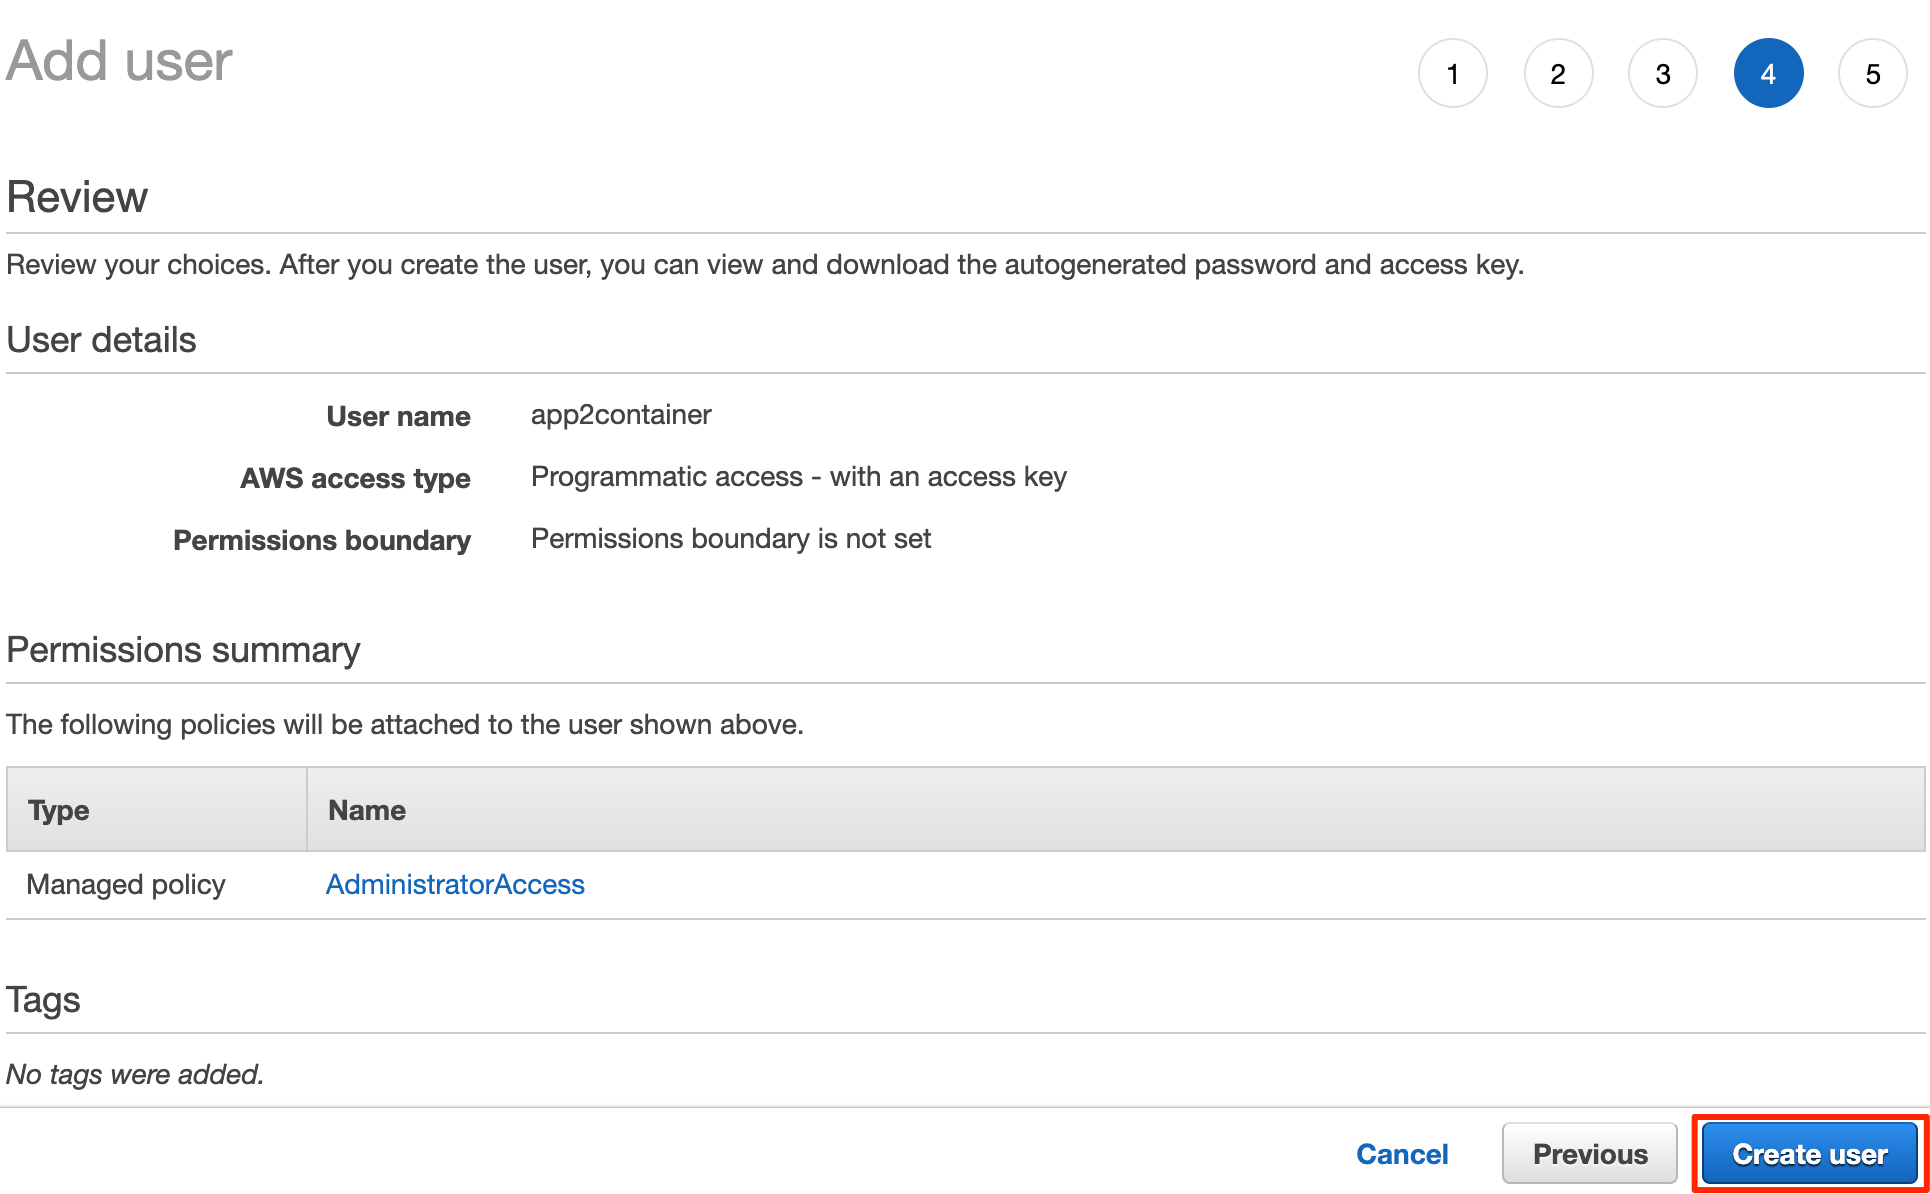 Add user
1 2 3 4 5
Review
Review your choices. After you create the user, you can view and download the autogenerated password and access key.
User details
User name app2container
AWS access type Programmatic access - with an access key
Permissions boundary Permissions boundary is not set
Permissions summary
The following policies will be attached to the user shown above.
Type Name
Managed policy AdministratorAccess
Tags
No tags were added.
Cancel Previous Create user